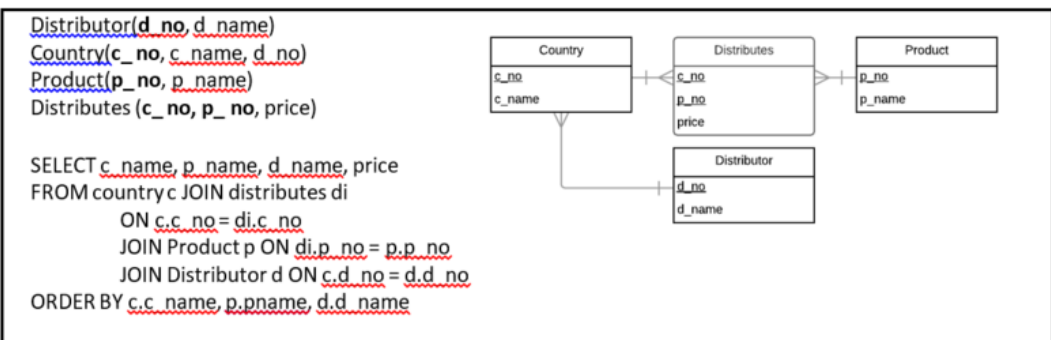 Distributor(d_no, d_name)
Country(c_ no, c_name, d_no)
Product(p_no, p_name)
Distributes (c_ no, p_ no, price)
SELECT c_name, p_name, d_name, price
FROM country c JOIN distributes di
ON c.c_no = di.c_no
JOIN Product p ON di.p_no = p.p_no
JOIN Distributor d ON c.d_no = d.d_no
ORDER BY c.c_name, p.pname, d.d_name
Country
c_no
c_name
Distributes
c_no
p_no
price
Product
p_no
p_name
Distributor
d_no
d_name